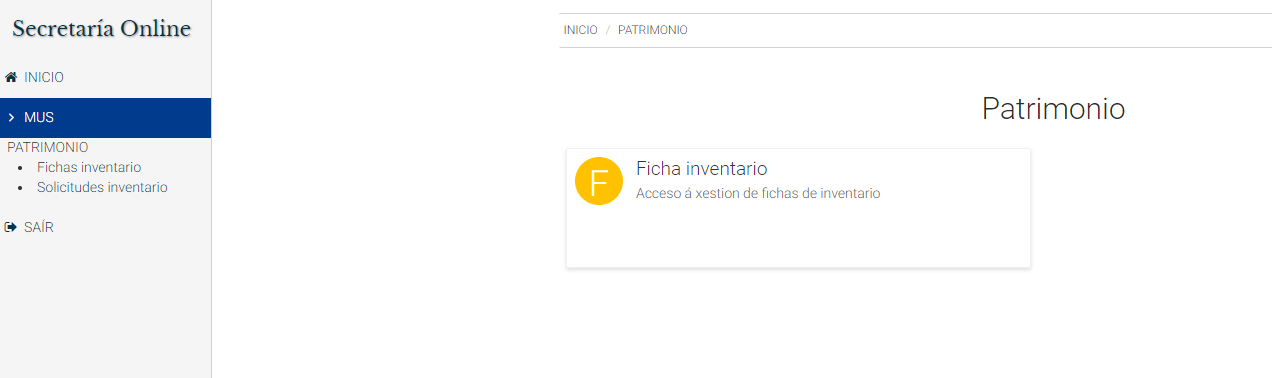 Secretaría Online
INICIO
MUS
PATRIMONIO
Fichas inventario
Solicitudes inventario
SAÍR
INICIO / PATRIMONIO
Patrimonio
F
Ficha inventario
Acceso á xestion de fichas de inventario